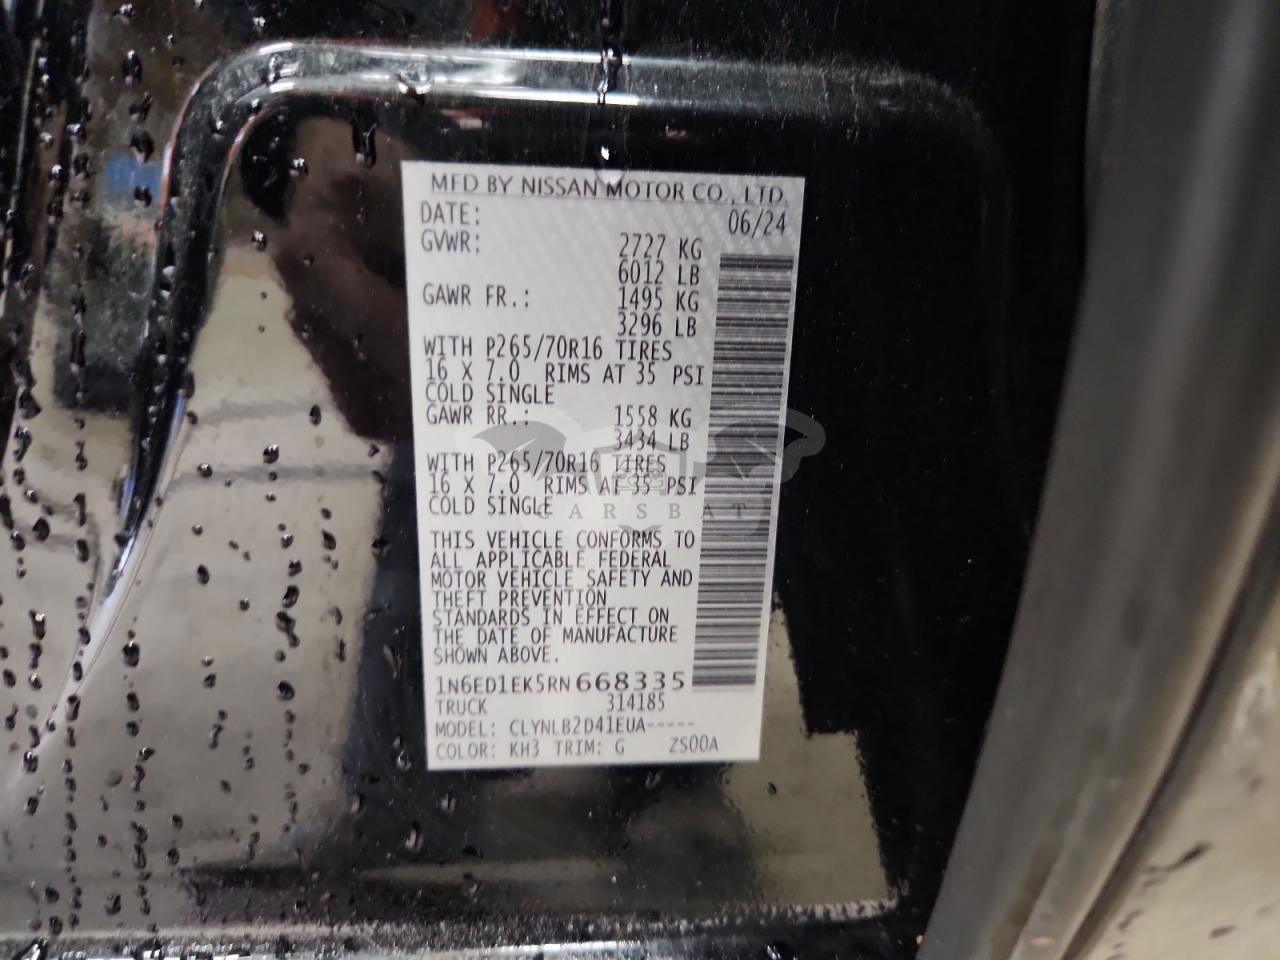 MFD BY NISSAN MOTOR CO., LTD.
DATE: 06/24
GVWR: 2727 KG
6012 LB
GAWR FR.: 1495 KG
3296 LB
WITH P265/70R16 TIRES
16 X 7.0 RIMS AT 35 PSI
COLD SINGLE
GAWR RR.: 1558 KG
3434 LB
WITH P265/70R16 TIRES
16 X 7.0 RIMS AT 35 PSI
COLD SINGLE
CARSBAT
THIS VEHICLE CONFORMS TO
ALL APPLICABLE FEDERAL
MOTOR VEHICLE SAFETY AND
THEFT PREVENTION
STANDARDS IN EFFECT ON
THE DATE OF MANUFACTURE
SHOWN ABOVE.
1N6ED1EK5RN668335
TRUCK 314185
MODEL: CLYNLB2D41EUA-----
COLOR: KH3 TRIM: G ZS00A